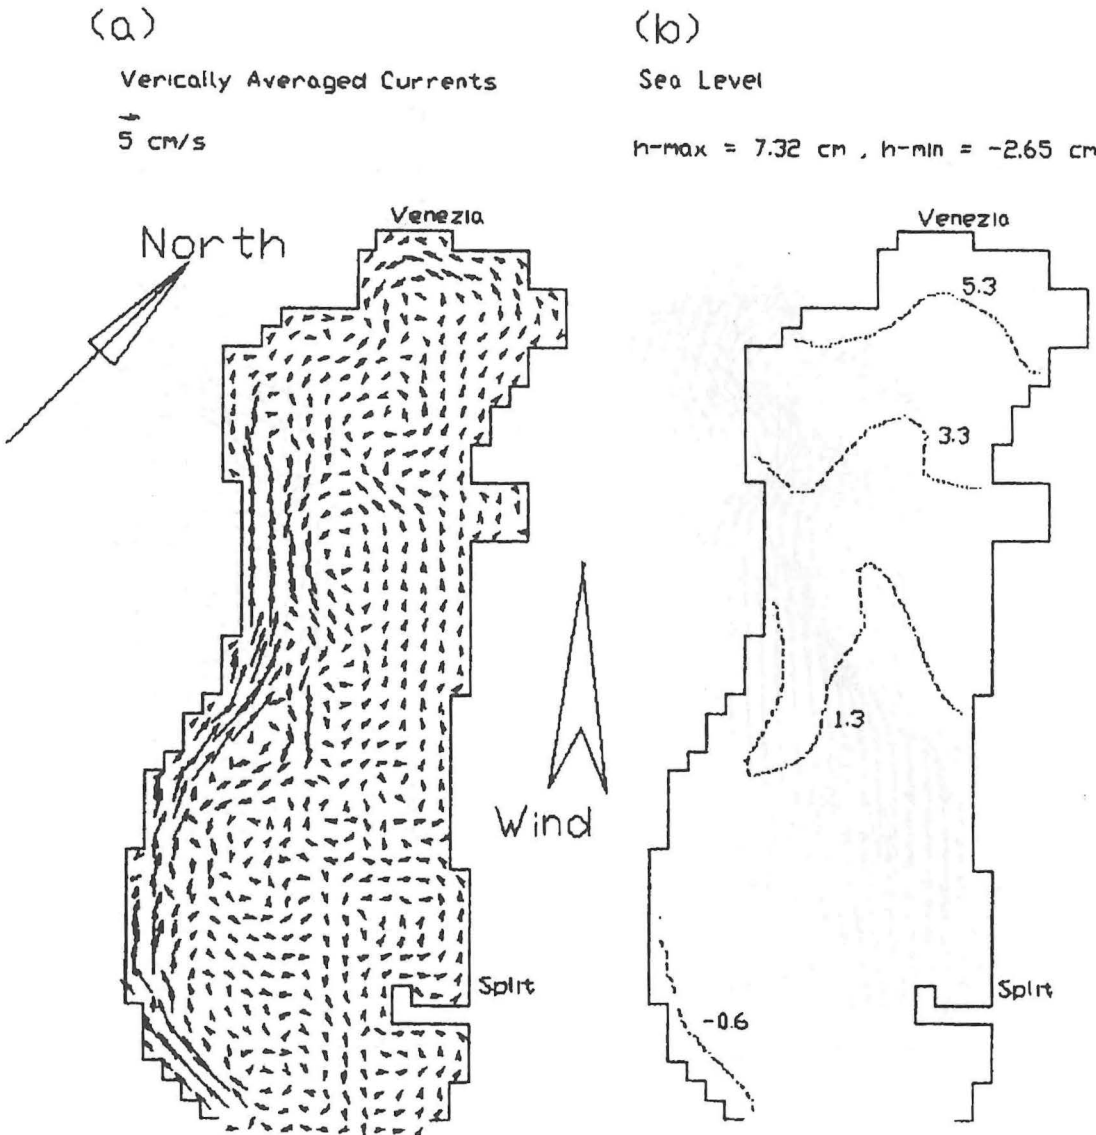 (a)
Verically Averaged Currents
5 cm/s
Venezia
North
Wind
Split
(b)
Sea Level
h-max = 7.32 cm , h-min = -2.65 cm
Venezia
5.3
3.3
1.3
-0.6
Split